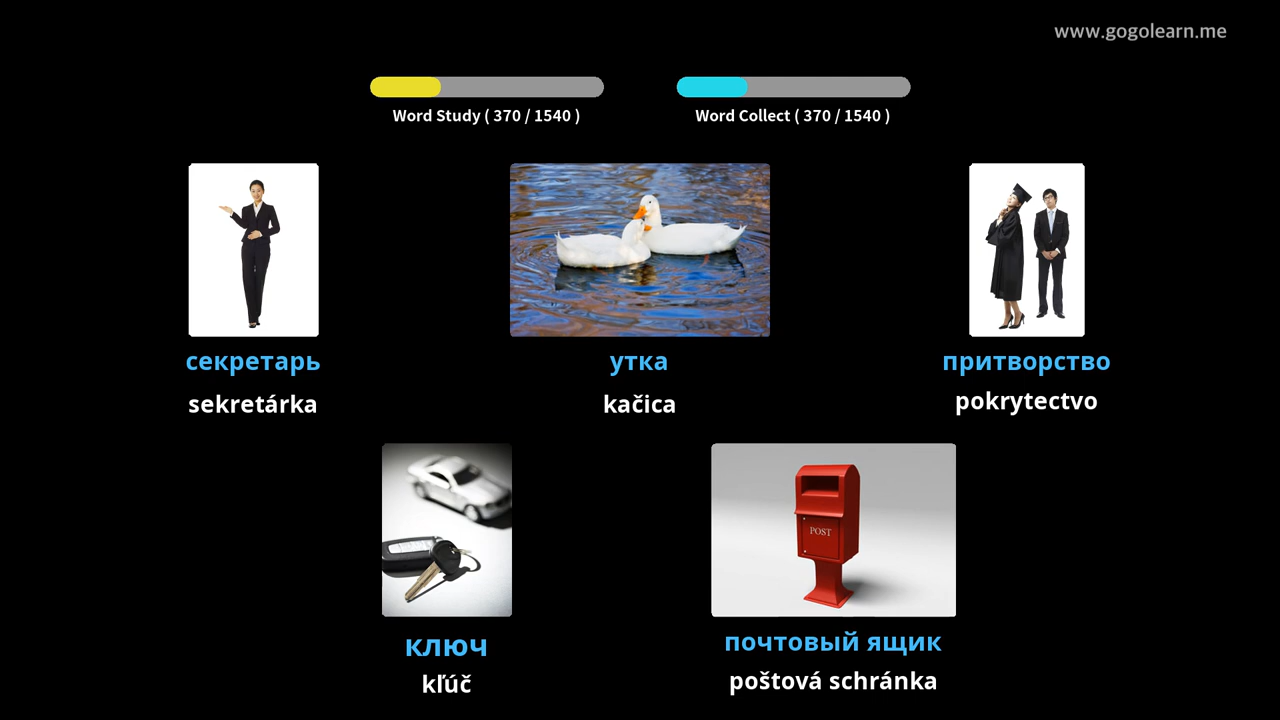 www.gogolearn.me
Word Study ( 370 / 1540 )
Word Collect ( 370 / 1540 )
секретарь
утка
притворство
sekretárka
kačica
pokrytectvo
POST
ключ
почтовый ящик
kľúč
poštová schránka